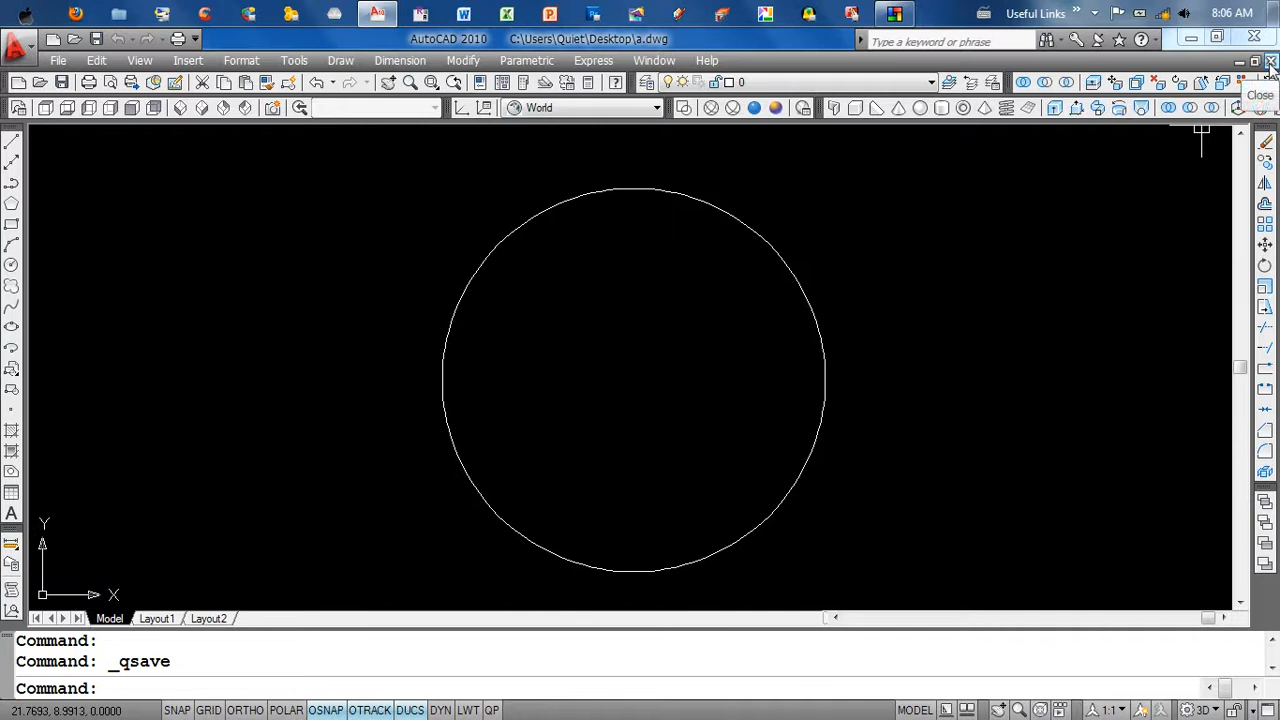 Useful Links » 8:06 AM
AutoCAD 2010 C:\Users\Quiet\Desktop\a.dwg Type a keyword or phrase
File Edit View Insert Format Tools Draw Dimension Modify Parametric Express Window Help
0
Close
World
Y
X
A
Model Layout1 Layout2
Command:
Command: _qsave
Command:
21.7693, 8.9913, 0.0000 SNAP GRID ORTHO POLAR OSNAP OTRACK DUCS DYN LWT QP MODEL 1:1 3D